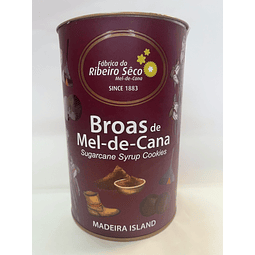 Fábrica do
Ribeiro Sêco
Mel-de-Cana
SINCE 1883
Broas de
Mel-de-Cana
Sugarcane Syrup Cookies
MADEIRA ISLAND